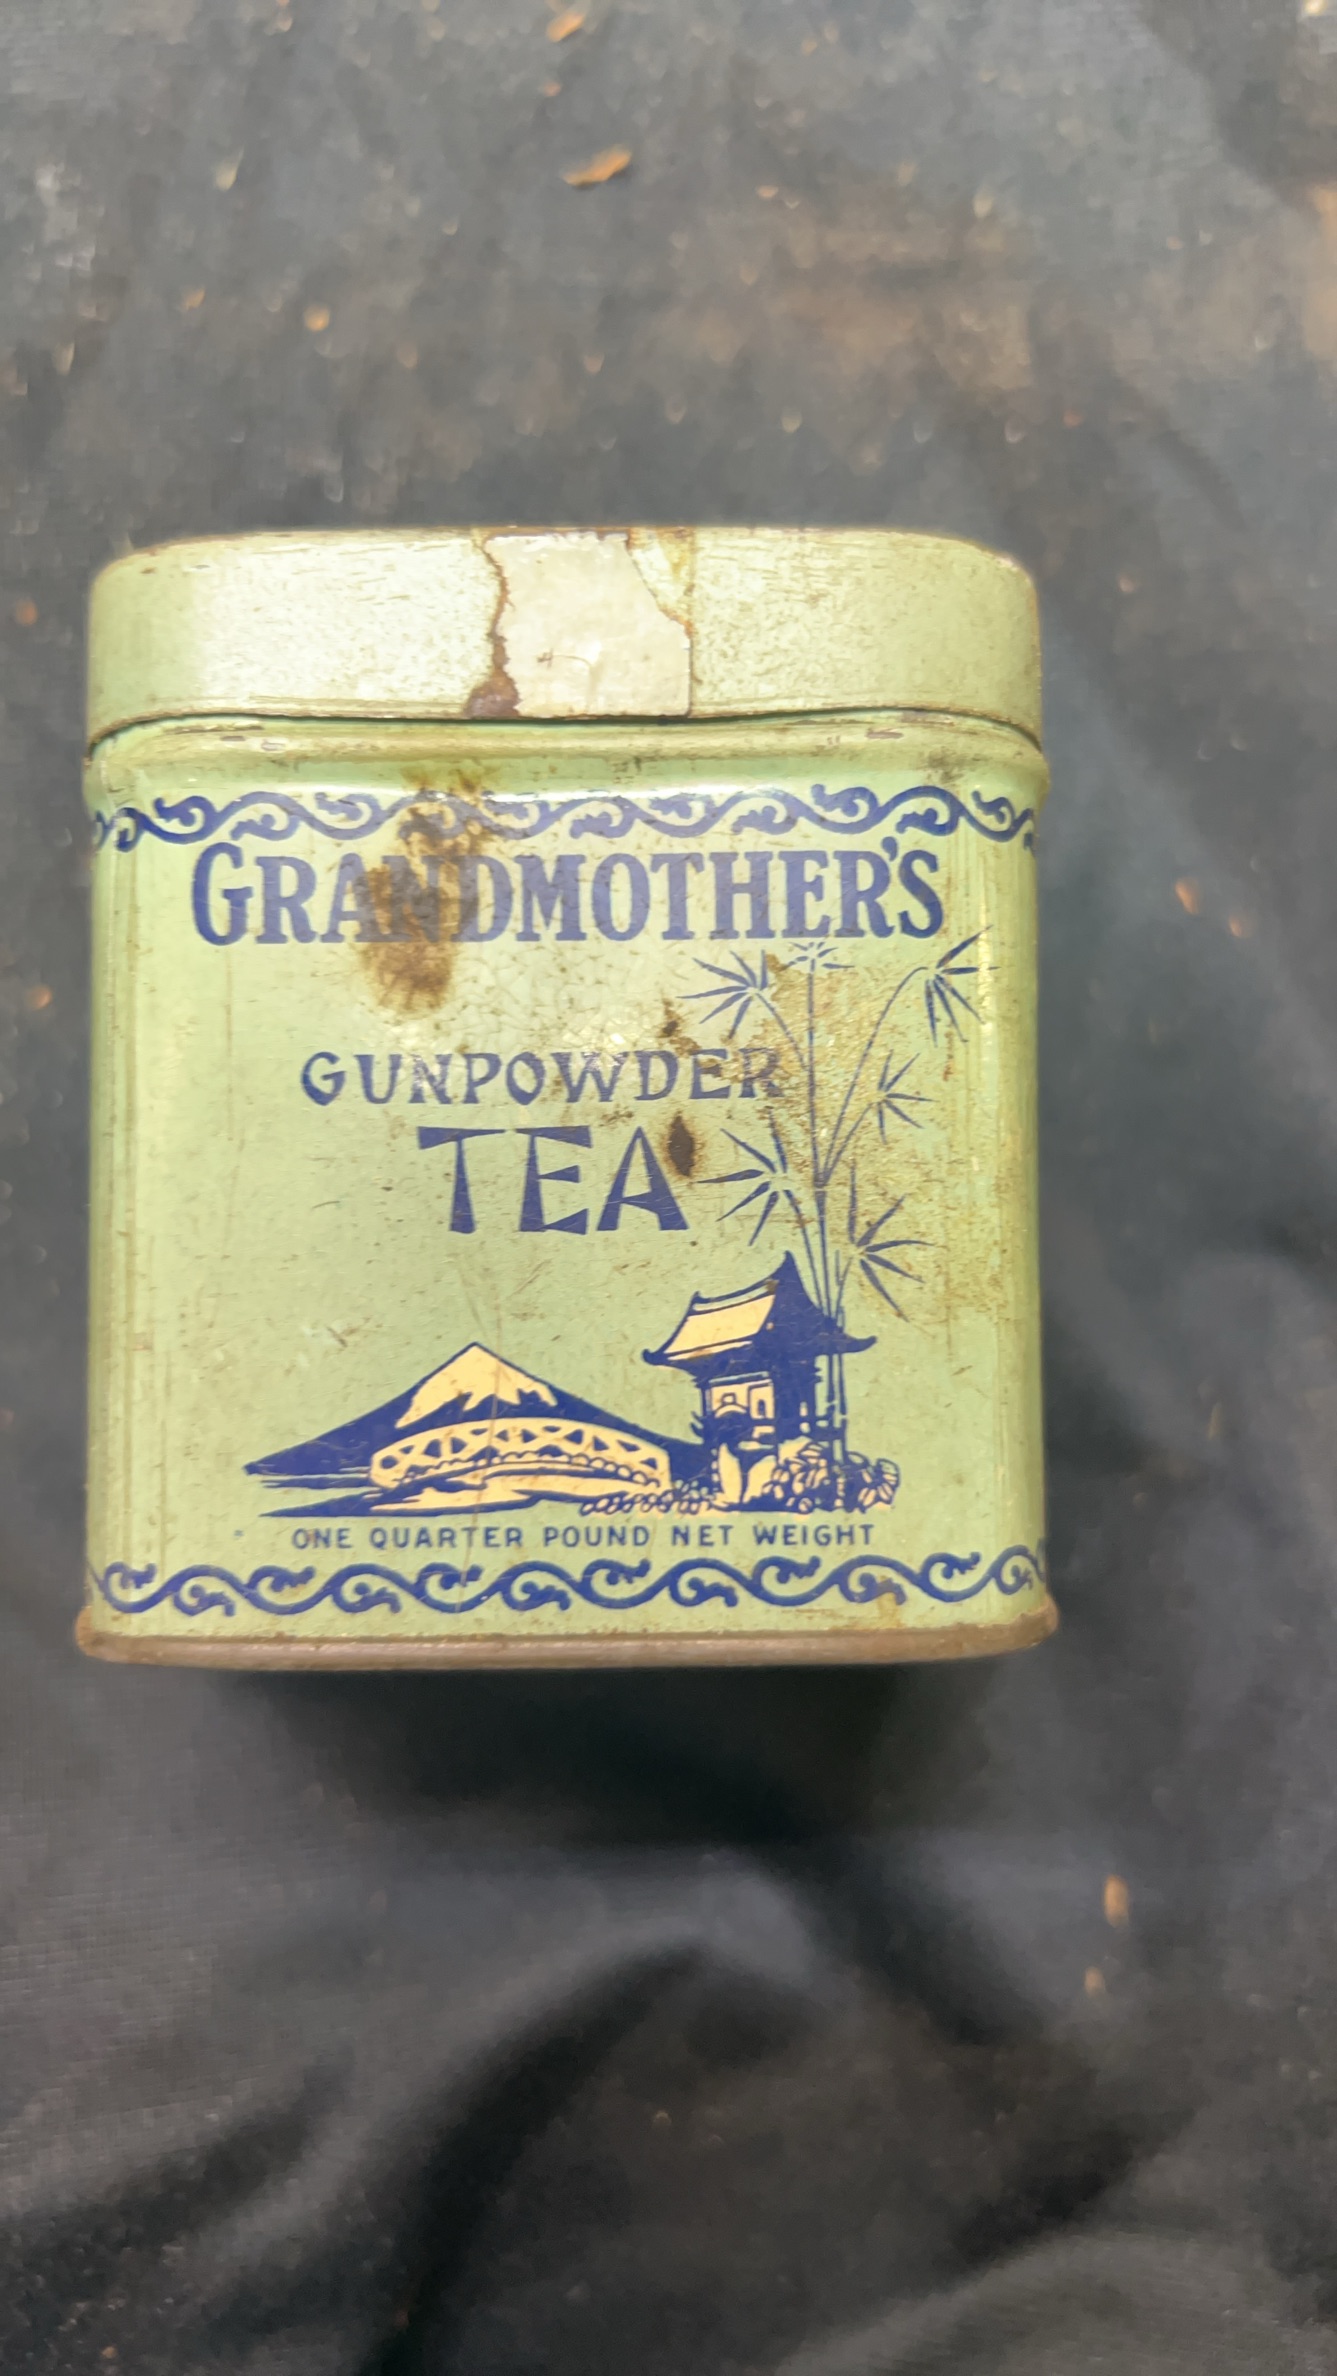 GRANDMOTHER'S
GUNPOWDER
TEA
ONE QUARTER POUND NET WEIGHT